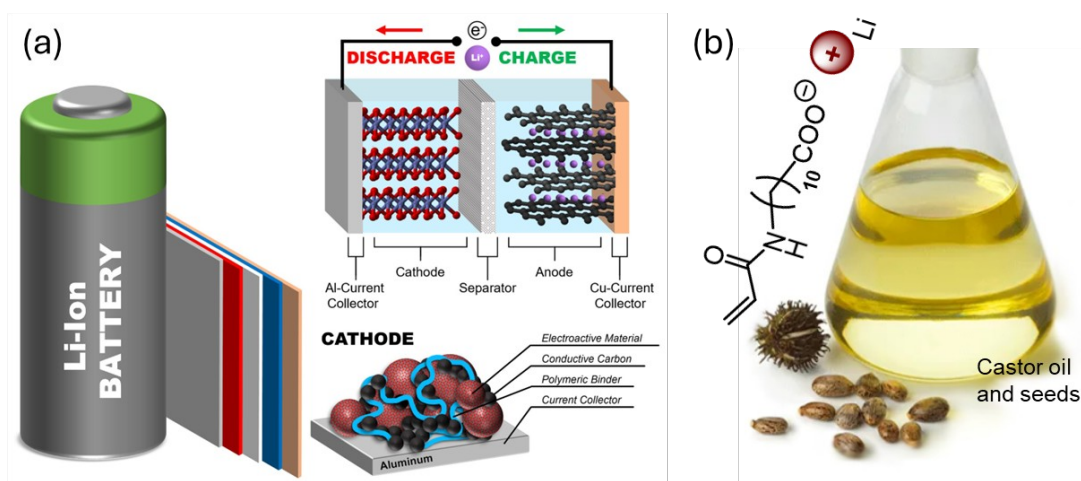 (a)
Li-Ion
BATTERY
e-
DISCHARGE Li+ CHARGE
Cathode
Separator
Anode
Al-Current
Collector
Cu-Current
Collector
CATHODE
Electroactive Material
Conductive Carbon
Polymeric Binder
Current Collector
Aluminum
(b)
Li
+
COO−
10
N
H
O
Castor oil
and seeds